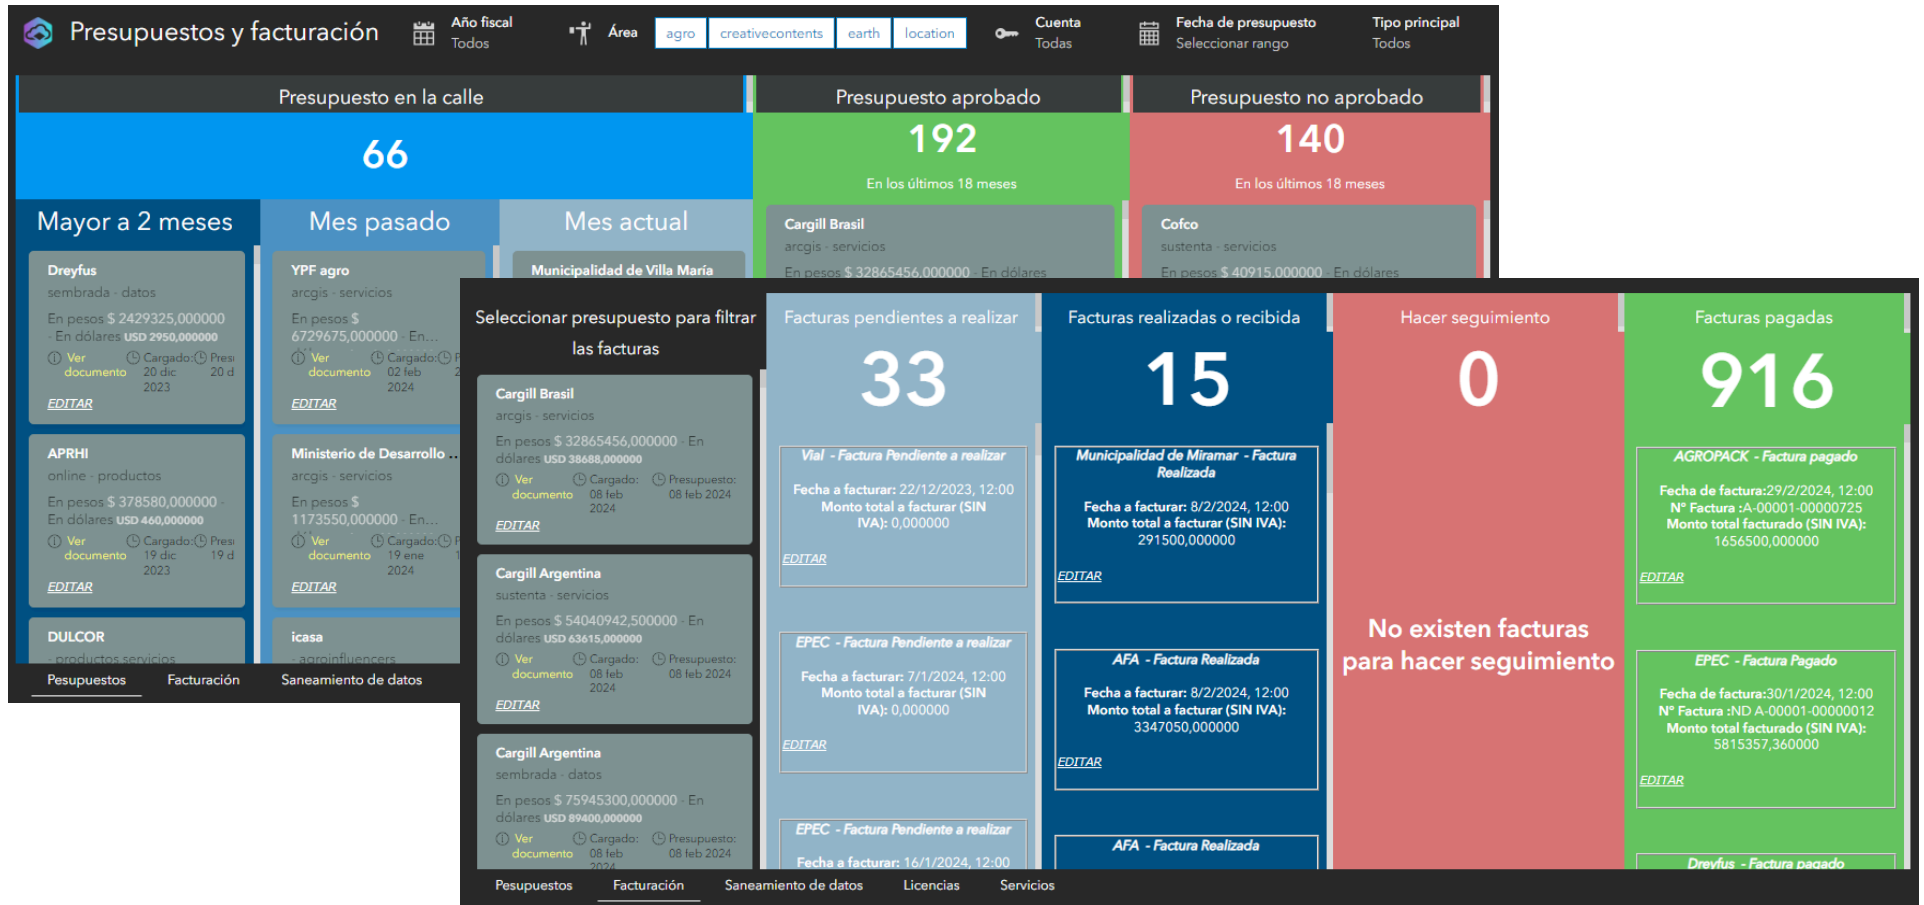 Presupuestos y facturación
Año fiscal
Todos
Área
agro
creativecontents
earth
location
Cuenta
Todas
Fecha de presupuesto
Seleccionar rango
Tipo principal
Todos
Presupuesto en la calle
66
Mayor a 2 meses
Dreyfus
sembrada - datos
En pesos $ 2429325,000000
- En dólares USD 2950,000000
Ver
documento
Cargado:
20 dic
2023
20 d
EDITAR
APRHI
online - productos
En pesos $ 378580,000000 -
En dólares USD 460,000000
Ver
documento
Cargado:
19 dic
2023
19 d
EDITAR
DULCOR
- productos,servicios
Mes pasado
YPF agro
arcgis - servicios
En pesos $
6729675,000000 - En...
Ver
documento
Cargado:
02 feb
2024
EDITAR
Ministerio de Desarrollo ...
arcgis - servicios
En pesos $
1173550,000000 - En...
Ver
documento
Cargado:
19 ene
2024
EDITAR
icasa
- agroinfluencers
Mes actual
Municipalidad de Villa María
Presupuesto aprobado
192
En los últimos 18 meses
Cargill Brasil
arcgis - servicios
En pesos $ 32865456,000000 - En dólares
Presupuesto no aprobado
140
En los últimos 18 meses
Cofco
sustenta - servicios
En pesos $ 40915,000000 - En dólares
Pesupuestos
Facturación
Saneamiento de datos
Seleccionar presupuesto para filtrar
las facturas
Cargill Brasil
arcgis - servicios
En pesos $ 32865456,000000 - En
dólares USD 38688,000000
Ver
documento
Cargado:
08 feb
2024
Presupuesto:
08 feb 2024
EDITAR
Cargill Argentina
sustenta - servicios
En pesos $ 54040942,500000 - En
dólares USD 63615,000000
Ver
documento
Cargado:
08 feb
2024
Presupuesto:
08 feb 2024
EDITAR
Cargill Argentina
sembrada - datos
En pesos $ 75945300,000000 - En
dólares USD 89400,000000
Ver
documento
Cargado:
08 feb
2024
Presupuesto:
08 feb 2024
Facturas pendientes a realizar
33
Vial - Factura Pendiente a realizar
Fecha a facturar: 22/12/2023, 12:00
Monto total a facturar (SIN
IVA): 0,000000
EDITAR
EPEC - Factura Pendiente a realizar
Fecha a facturar: 7/1/2024, 12:00
Monto total a facturar (SIN
IVA): 0,000000
EDITAR
EPEC - Factura Pendiente a realizar
Fecha a facturar: 16/1/2024, 12:00
Facturas realizadas o recibida
15
Municipalidad de Miramar - Factura
Realizada
Fecha a facturar: 8/2/2024, 12:00
Monto total a facturar (SIN IVA):
291500,000000
EDITAR
AFA - Factura Realizada
Fecha a facturar: 8/2/2024, 12:00
Monto total a facturar (SIN IVA):
3347050,000000
EDITAR
AFA - Factura Realizada
Hacer seguimiento
0
No existen facturas
para hacer seguimiento
Facturas pagadas
916
AGROPACK - Factura pagado
Fecha de factura:29/2/2024, 12:00
N° Factura :A-00001-00000725
Monto total facturado (SIN IVA):
1656500,000000
EDITAR
EPEC - Factura Pagado
Fecha de factura:30/1/2024, 12:00
N° Factura :ND A-00001-00000012
Monto total facturado (SIN IVA):
5815357,360000
EDITAR
Dreyfus - Factura pagado
Pesupuestos
Facturación
Saneamiento de datos
Licencias
Servicios